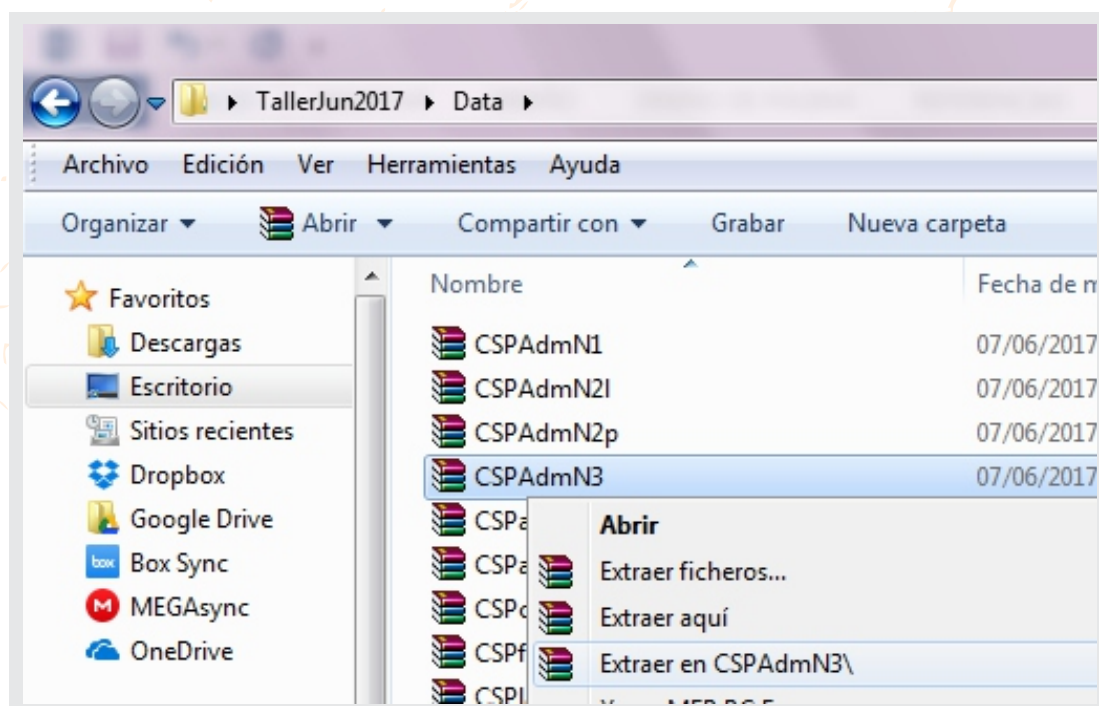 TallerJun2017 Data
Archivo Edición Ver Herramientas Ayuda
Organizar Abrir Compartir con Grabar Nueva carpeta
Favoritos
Descargas
Escritorio
Sitios recientes
Dropbox
Google Drive
box Box Sync
M MEGAsync
OneDrive
Nombre Fecha de
CSPAdmN1 07/06/2017
CSPAdmN2l 07/06/2017
CSPAdmN2p 07/06/2017
CSPAdmN3 07/06/2017
Abrir
Extraer ficheros...
Extraer aquí
Extraer en CSPAdmN3\